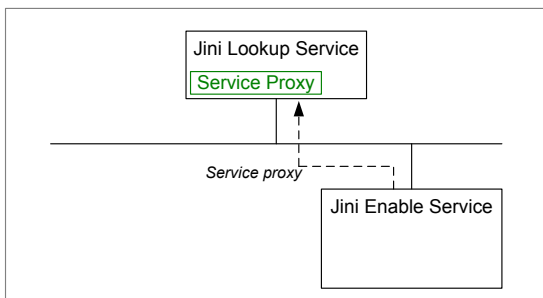 Jini Lookup Service
Service Proxy
Service proxy
Jini Enable Service